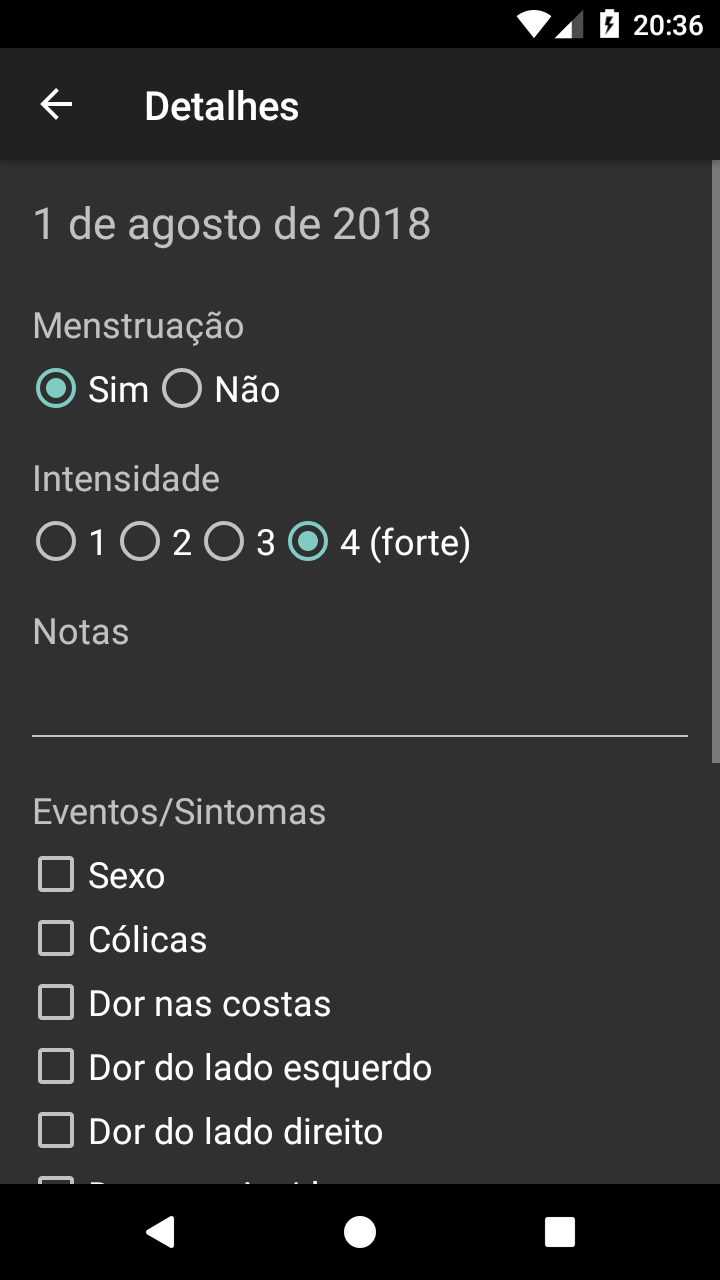 20:36
Detalhes
1 de agosto de 2018
Menstruação
Sim Não
Intensidade
1 2 3 4 (forte)
Notas
Eventos/Sintomas
Sexo
Cólicas
Dor nas costas
Dor do lado esquerdo
Dor do lado direito